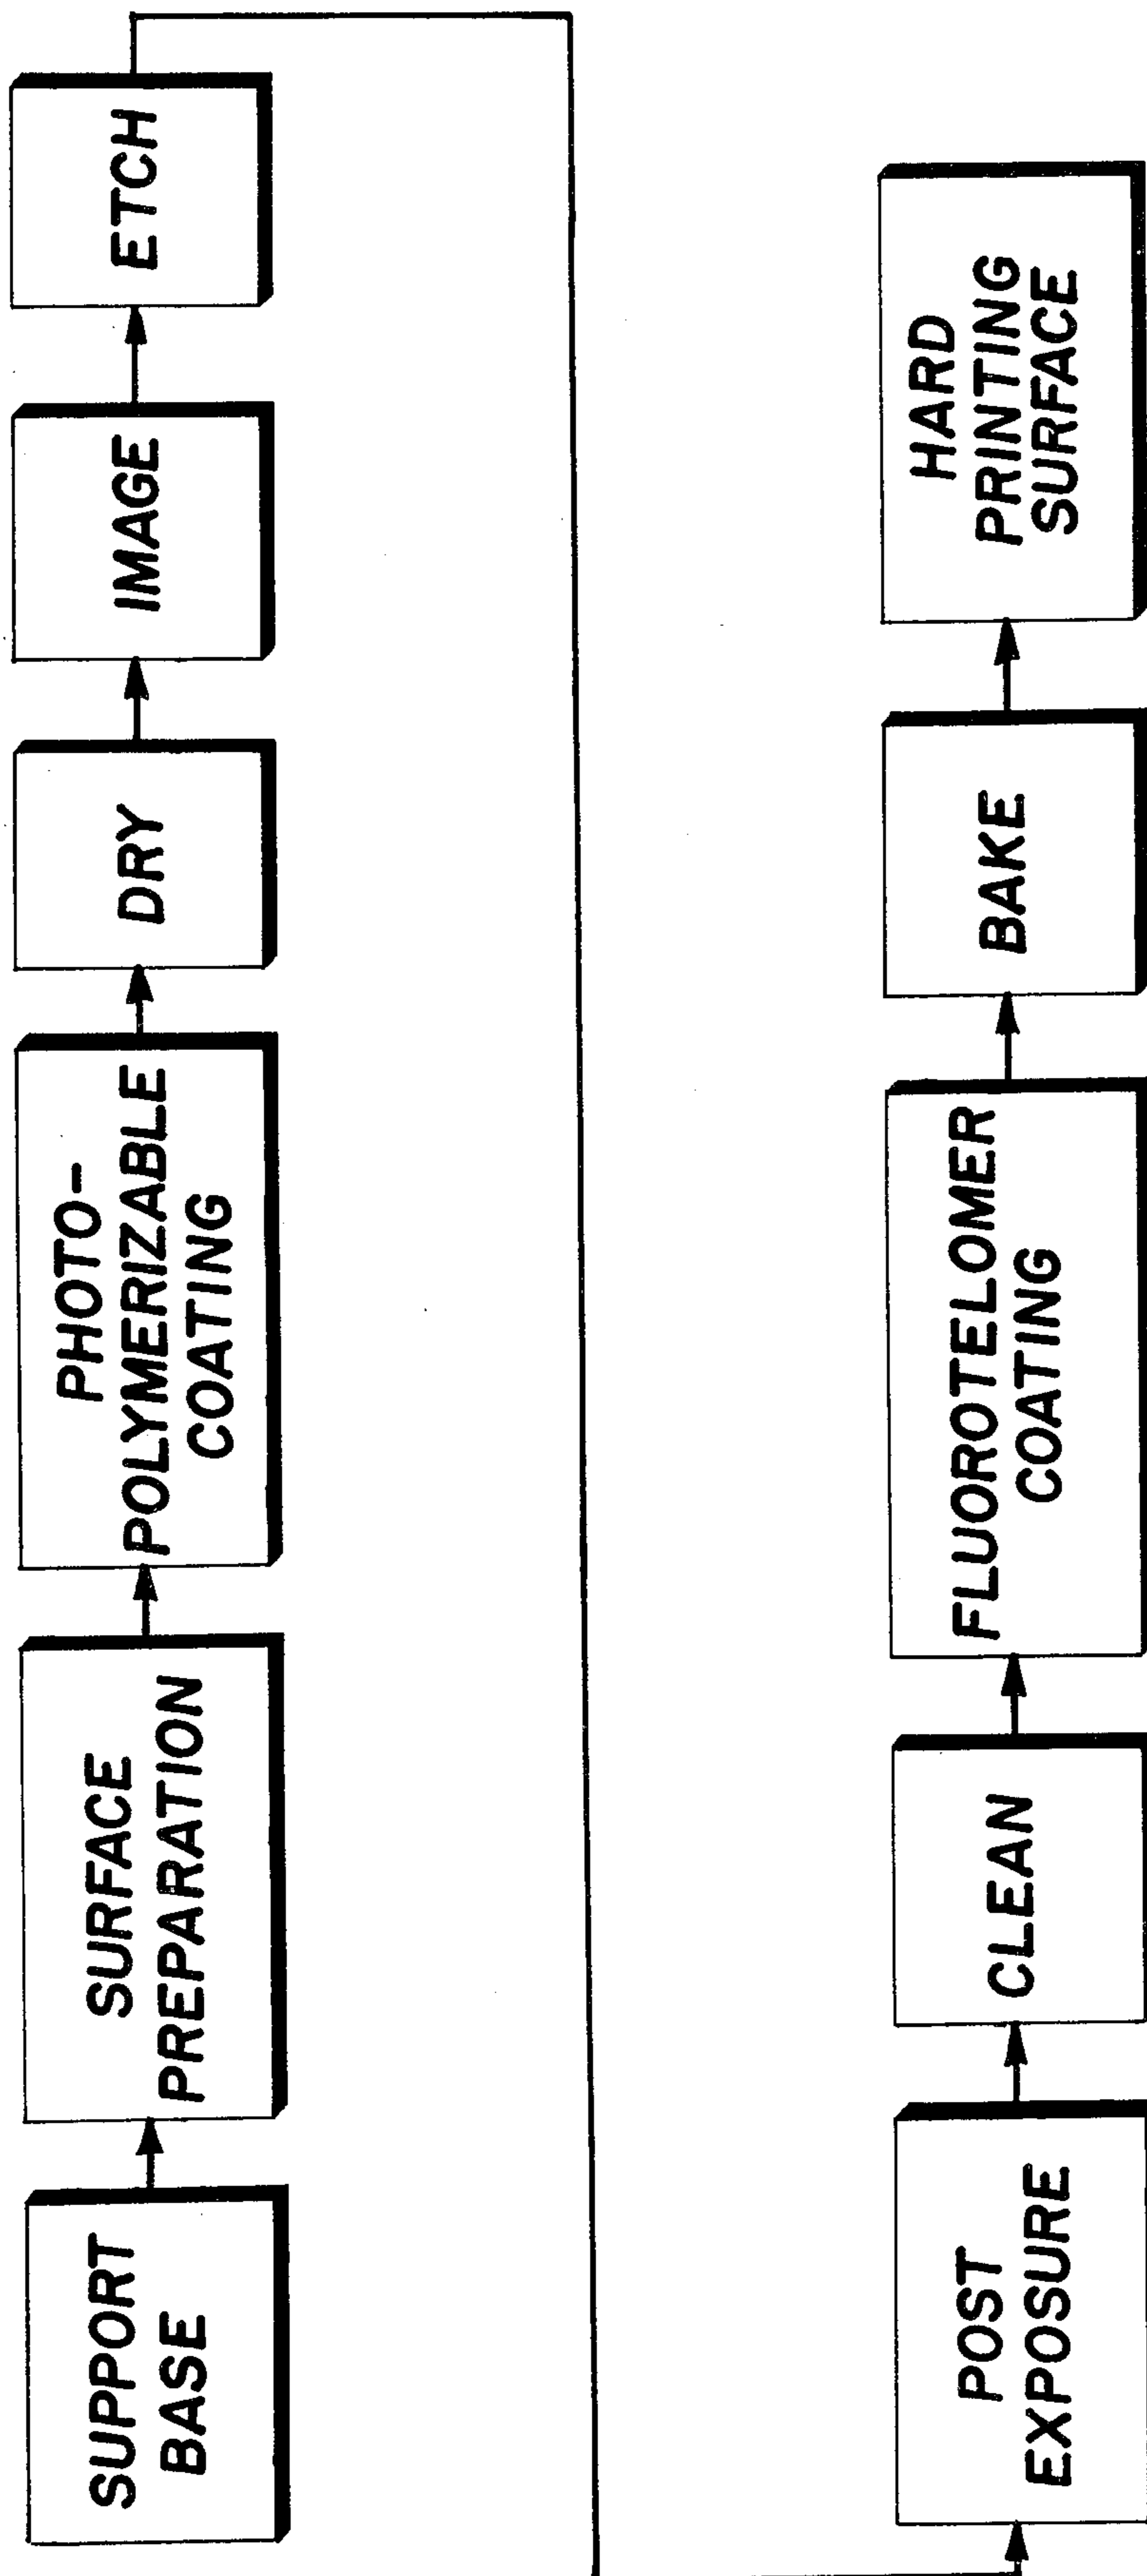 SUPPORT
BASE
SURFACE
PREPARATION
PHOTO-
POLYMERIZABLE
COATING
DRY
IMAGE
ETCH
POST
EXPOSURE
CLEAN
FLUOROTELOMER
COATING
BAKE
HARD
PRINTING
SURFACE